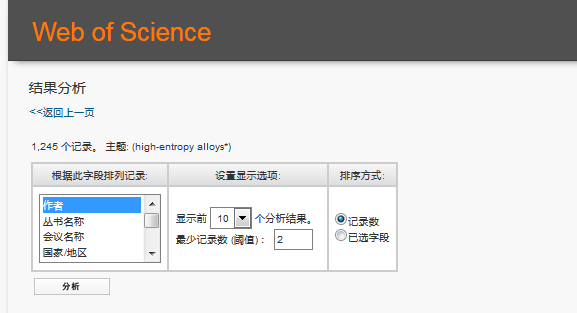 Web of Science
结果分析
<<返回上一页
1,245 个记录。 主题: (high-entropy alloys*)
根据此字段排列记录: 设置显示选项: 排序方式:
作者
丛书名称
会议名称
国家/地区
显示前 10 个分析结果。
最少记录数 (阈值)： 2
记录数
已选字段
分析